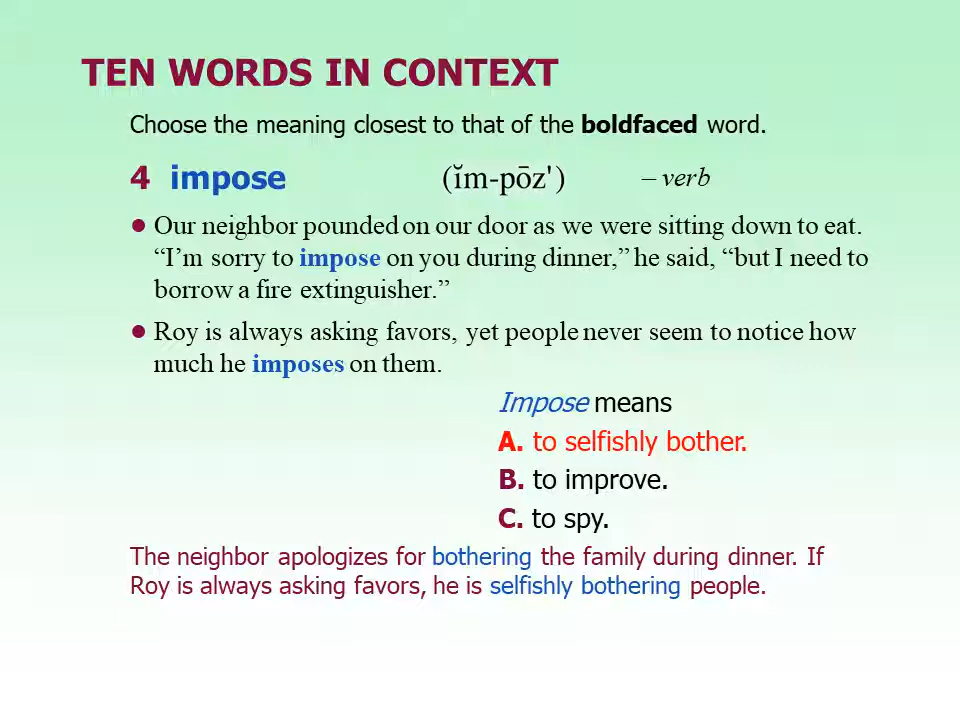 TEN WORDS IN CONTEXT
Choose the meaning closest to that of the boldfaced word.
4 impose (ĭm-pōz') – verb
● Our neighbor pounded on our door as we were sitting down to eat.
“I’m sorry to impose on you during dinner,” he said, “but I need to
borrow a fire extinguisher.”
● Roy is always asking favors, yet people never seem to notice how
much he imposes on them.
Impose means
A. to selfishly bother.
B. to improve.
C. to spy.
The neighbor apologizes for bothering the family during dinner. If
Roy is always asking favors, he is selfishly bothering people.